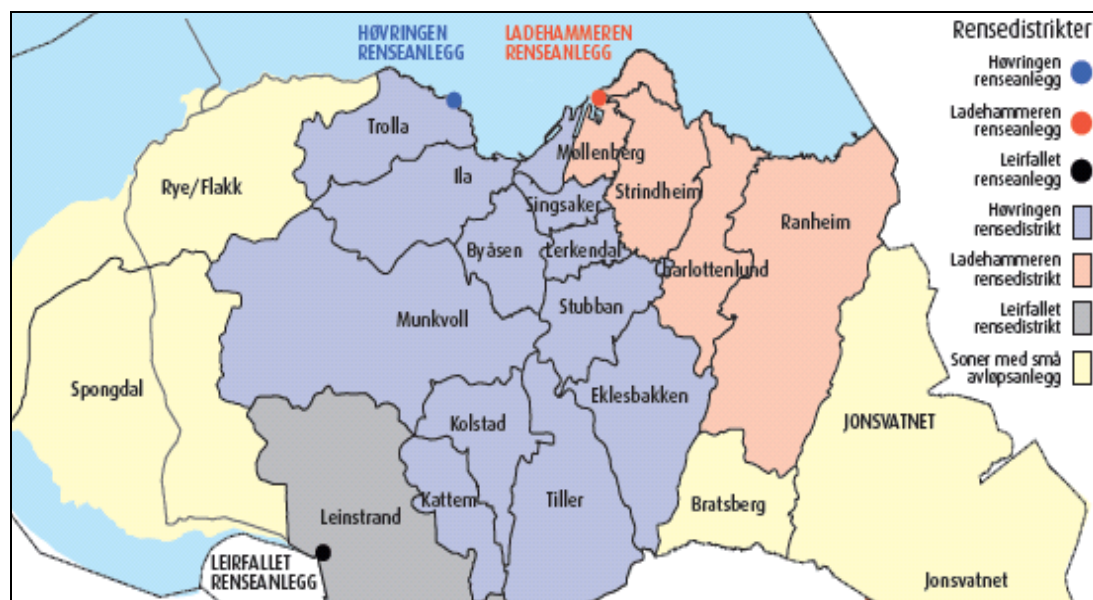 HØVRINGEN
RENSEANLEGG
LADEHAMMEREN
RENSEANLEGG
Trolla
Rye/Flakk
Ila
Møllenberg
Strindheim
Singsaker
Ranheim
Byåsen
Lerkendal
Charlottenlund
Stubban
Munkvoll
Spongdal
Eklesbakken
Kolstad
Kattem
Tiller
Leinstrand
Bratsberg
JONSVATNET
Jonsvatnet
LEIRFALLET
RENSEANLEGG
Rensedistrikter
Høvringen
renseanlegg
Ladehammeren
renseanlegg
Leirfallet
renseanlegg
Høvringen
rensedistrikt
Ladehammeren
rensedistrikt
Leirfallet
rensedistrikt
Soner med små
avløpsanlegg